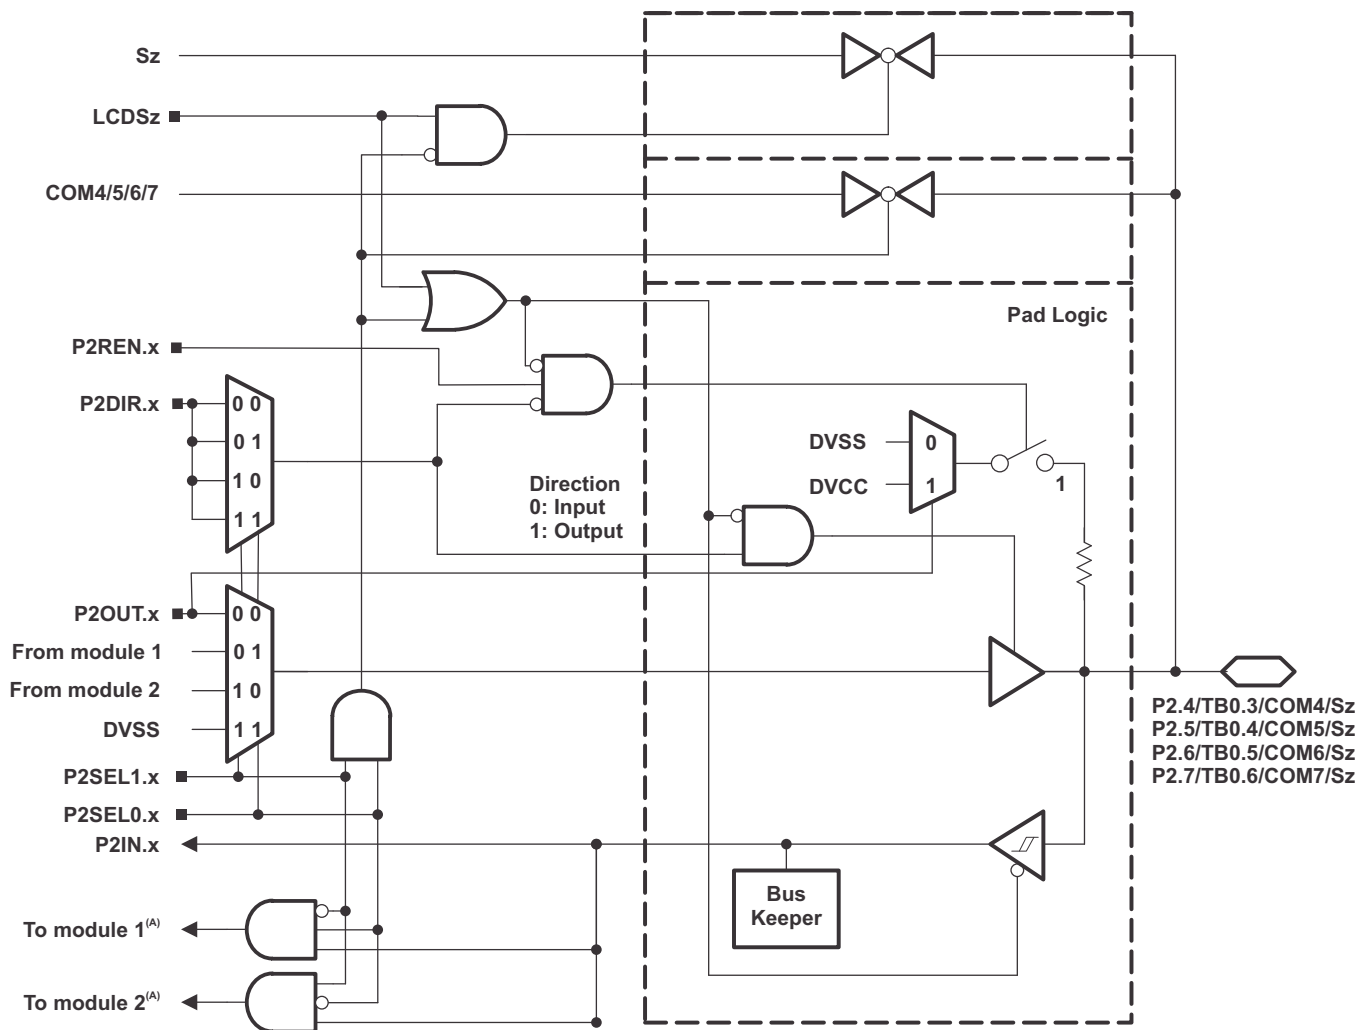 Sz
LCDSz
COM4/5/6/7
Pad Logic
P2REN.x
P2DIR.x
0 0
0 1
1 0
1 1
Direction
0: Input
1: Output
DVSS
DVCC
0
1
1
P2OUT.x
From module 1
From module 2
DVSS
0 0
0 1
1 0
1 1
P2SEL1.x
P2SEL0.x
P2IN.x
P2.4/TB0.3/COM4/Sz
P2.5/TB0.4/COM5/Sz
P2.6/TB0.5/COM6/Sz
P2.7/TB0.6/COM7/Sz
Bus
Keeper
To module 1(A)
To module 2(A)